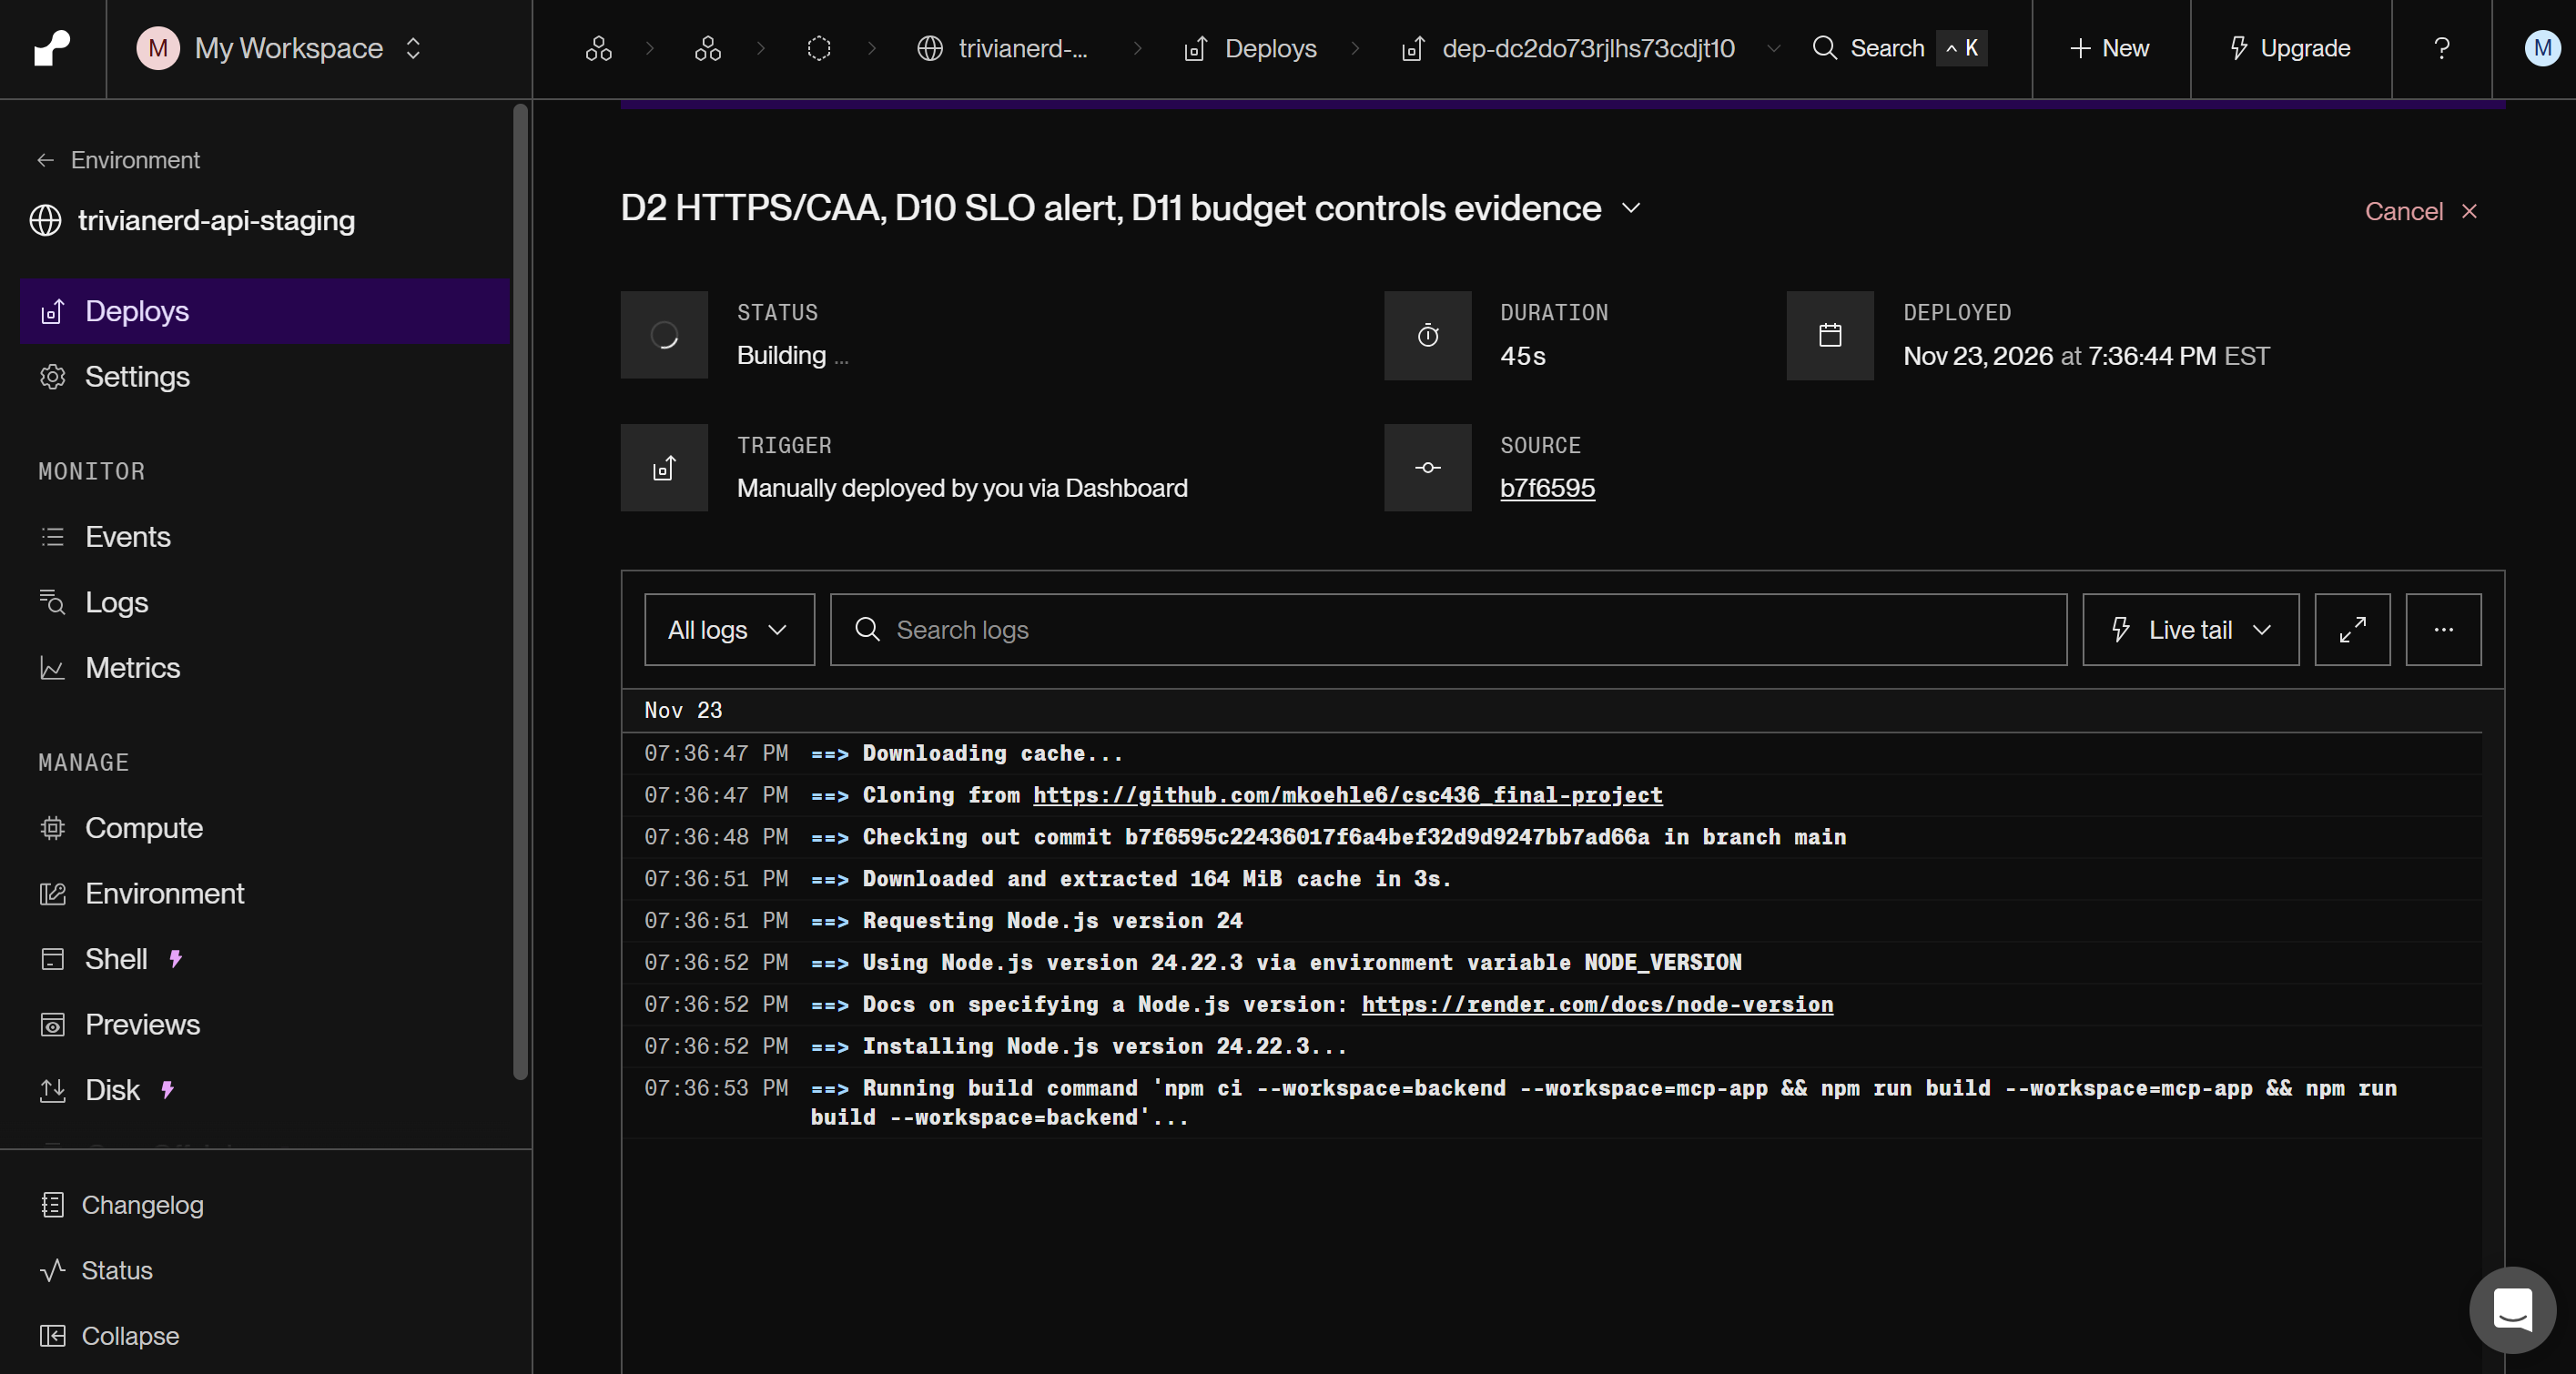 M My Workspace
trivianerd-...
Deploys
dep-dc2do73rjlhs73cdjt10
Search ^ K
New
Upgrade
?
M
Environment
trivianerd-api-staging
Deploys
Settings
MONITOR
Events
Logs
Metrics
MANAGE
Compute
Environment
Shell
Previews
Disk
Changelog
Status
Collapse
D2 HTTPS/CAA, D10 SLO alert, D11 budget controls evidence
Cancel
STATUS
Building ...
DURATION
45s
DEPLOYED
Nov 23, 2026 at 7:36:44 PM EST
TRIGGER
Manually deployed by you via Dashboard
SOURCE
b7f6595
All logs
Search logs
Live tail
Nov 23
07:36:47 PM ==> Downloading cache...
07:36:47 PM ==> Cloning from https://github.com/mkoehle6/csc436_final-project
07:36:48 PM ==> Checking out commit b7f6595c22436017f6a4bef32d9d9247bb7ad66a in branch main
07:36:51 PM ==> Downloaded and extracted 164 MiB cache in 3s.
07:36:51 PM ==> Requesting Node.js version 24
07:36:52 PM ==> Using Node.js version 24.22.3 via environment variable NODE_VERSION
07:36:52 PM ==> Docs on specifying a Node.js version: https://render.com/docs/node-version
07:36:52 PM ==> Installing Node.js version 24.22.3...
07:36:53 PM ==> Running build command 'npm ci --workspace=backend --workspace=mcp-app && npm run build --workspace=mcp-app && npm run
build --workspace=backend'...